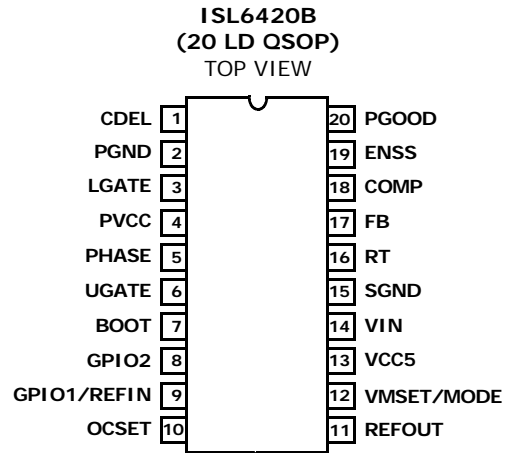 ISL6420B
(20 LD QSOP)
TOP VIEW
CDEL 1 20 PGOOD
PGND 2 19 ENSS
LGATE 3 18 COMP
PVCC 4 17 FB
PHASE 5 16 RT
UGATE 6 15 SGND
BOOT 7 14 VIN
GPIO2 8 13 VCC5
GPIO1/REFIN 9 12 VMSET/MODE
OCSET 10 11 REFOUT